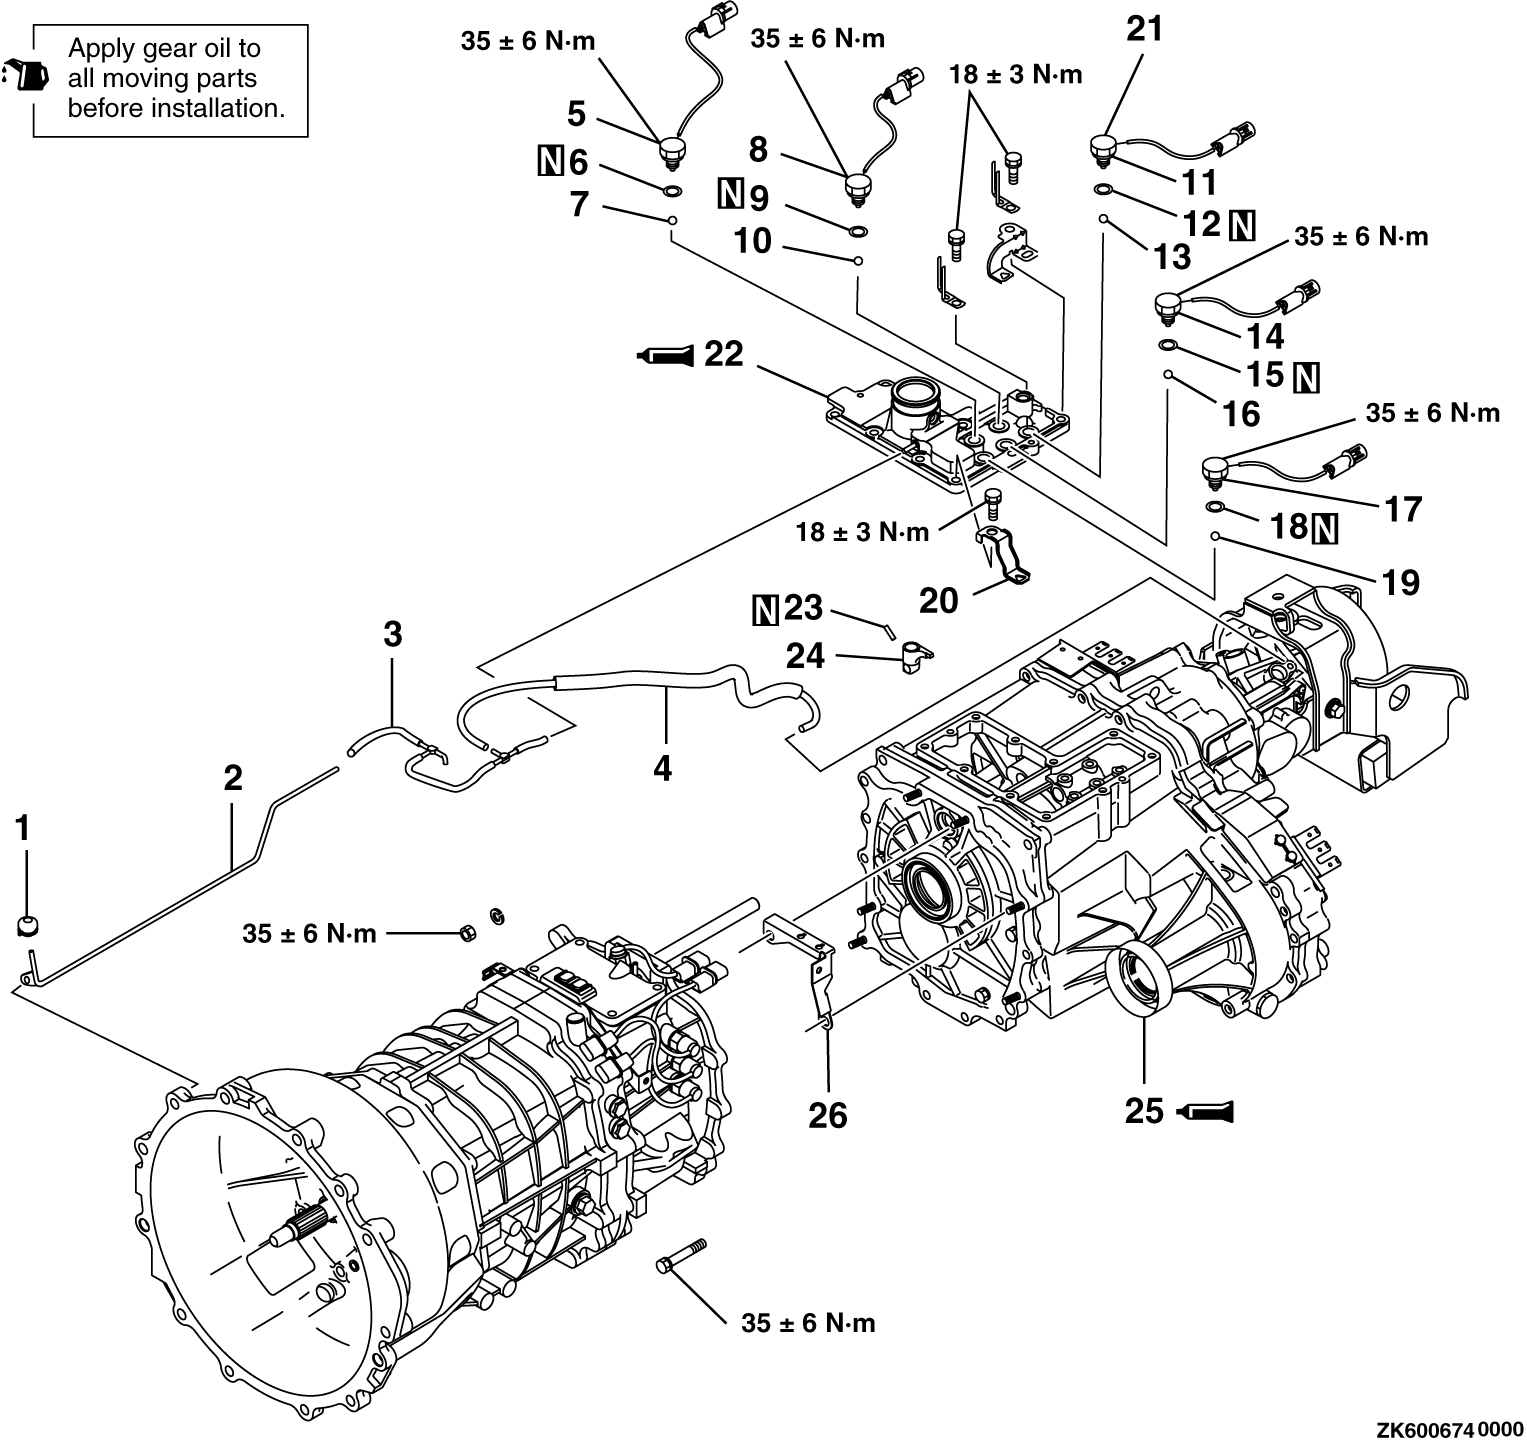 Apply gear oil to
all moving parts
before installation.
35 ± 6 N·m
35 ± 6 N·m
18 ± 3 N·m
21
5
N 6
7
8
N 9
10
11
12 N
13
35 ± 6 N·m
14
15 N
16
22
35 ± 6 N·m
17
18 N
19
18 ± 3 N·m
20
N 23
24
3
4
2
1
35 ± 6 N·m
26
25
35 ± 6 N·m
ZK6006740000